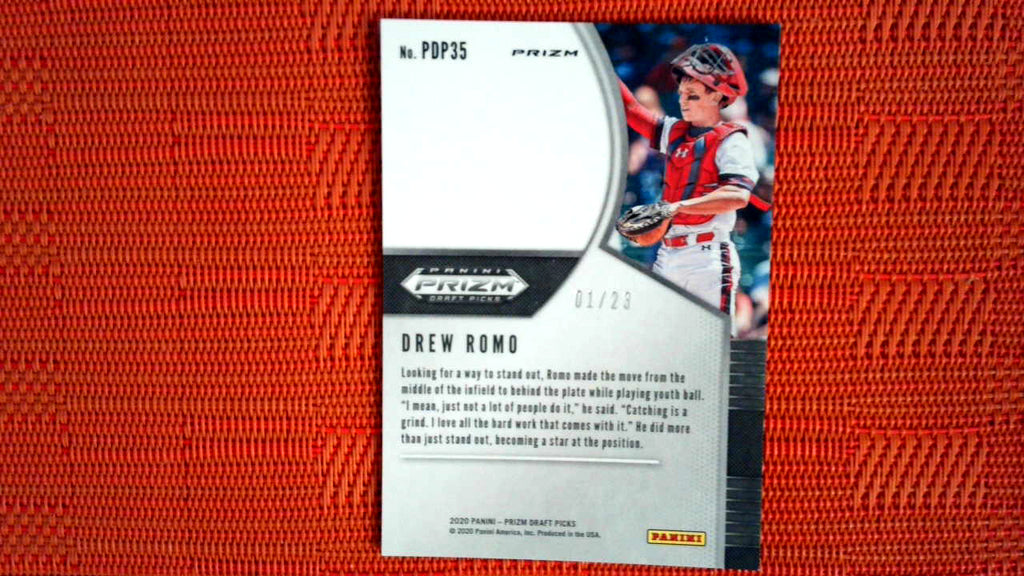 No. PDP35
PRIZM
PANINI
PRIZM
DRAFT PICKS
01/23
DREW ROMO
Looking for a way to stand out, Romo made the move from the
middle of the infield to behind the plate while playing youth ball.
"I mean, just not a lot of people do it," he said. "Catching is a
grind. I love all the hard work that comes with it." He did more
than just stand out, becoming a star at the position.
2020 PANINI – PRIZM DRAFT PICKS
© 2020 Panini America, Inc. Produced in the USA.
PANINI